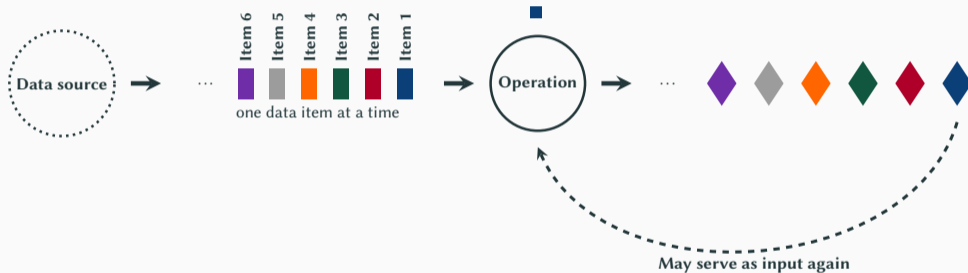 Data source
...
Item 6
Item 5
Item 4
Item 3
Item 2
Item 1
one data item at a time
Operation
...
May serve as input again